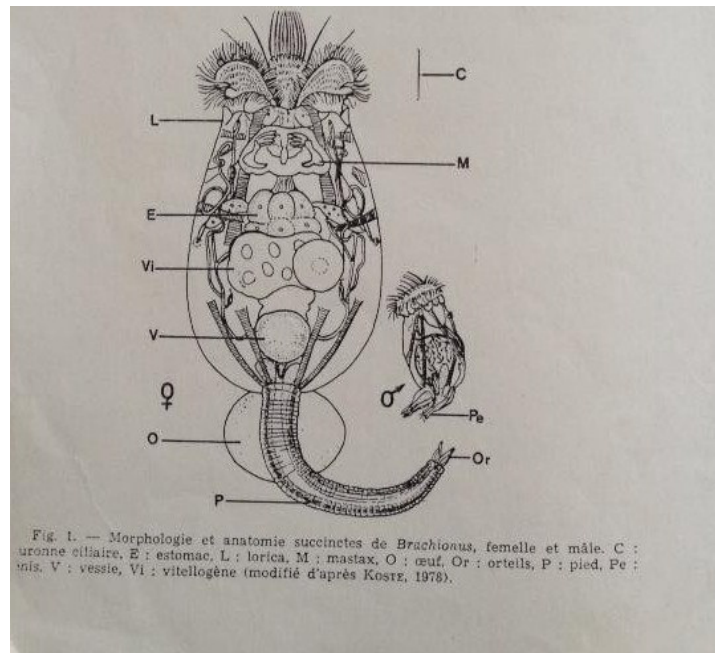 C
L
M
E
Vi
V
♀
♂
Pe
O
Or
P
Fig. 1. — Morphologie et anatomie succinctes de Brachionus, femelle et mâle. C :
uronne ciliaire, E : estomac, L : lorica, M : mastax, O : œuf, Or : orteils, P : pied, Pe :
nis, V : vessie, Vi : vitellogène (modifié d'après KOSTE, 1978).